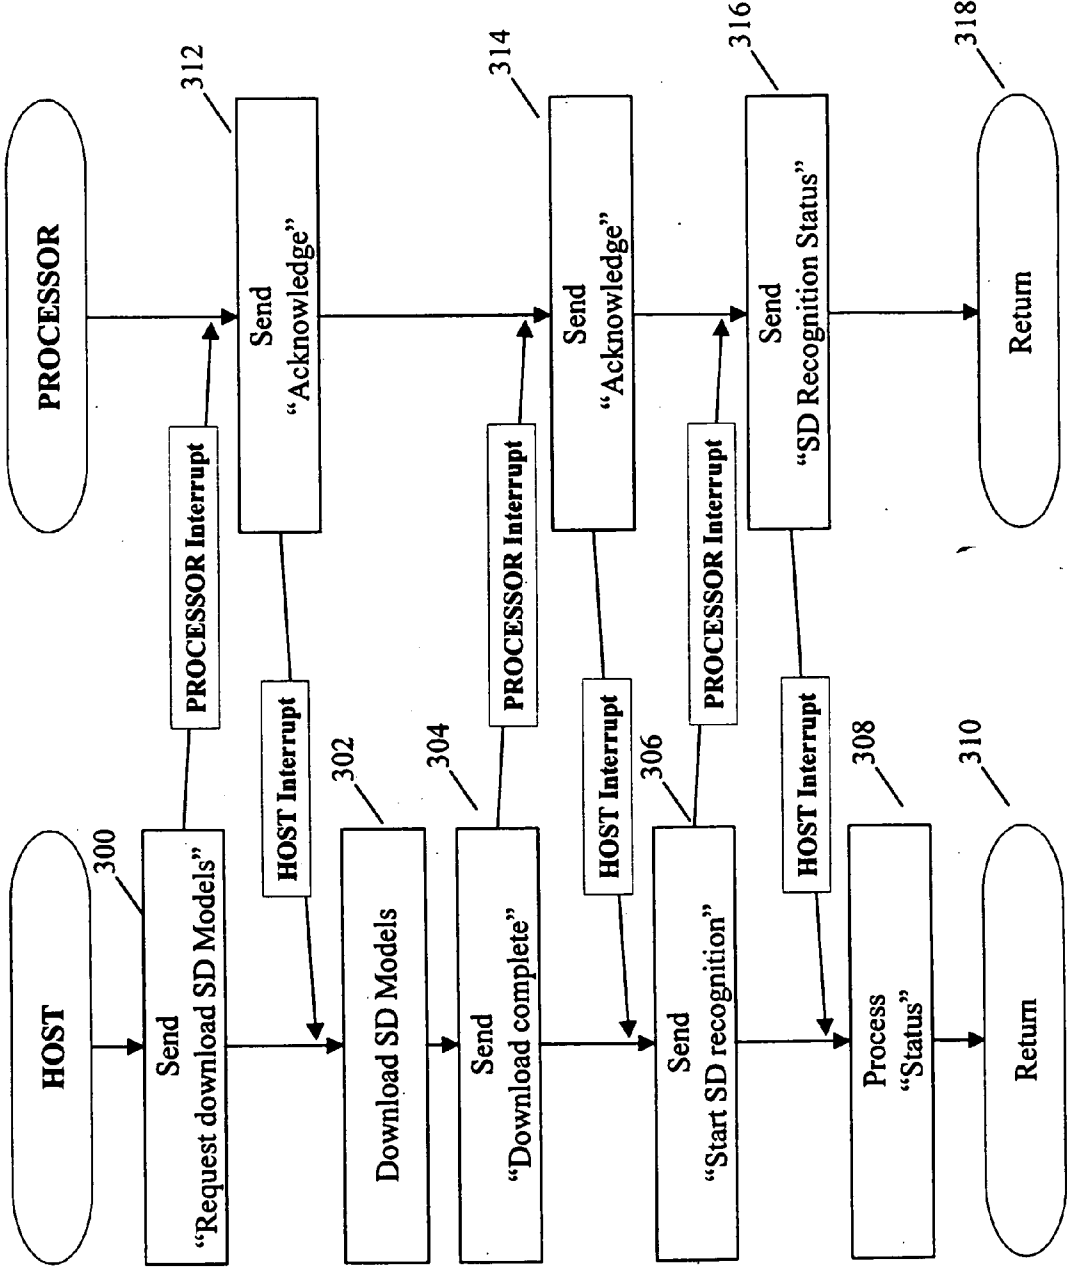 HOST
300
Send
“Request download SD Models”
PROCESSOR Interrupt
HOST Interrupt
302
Download SD Models
304
Send
“Download complete”
PROCESSOR Interrupt
HOST Interrupt
306
Send
“Start SD recognition”
PROCESSOR Interrupt
HOST Interrupt
308
Process
“Status”
310
Return
PROCESSOR
312
Send
“Acknowledge”
314
Send
“Acknowledge”
316
Send
“SD Recognition Status”
318
Return